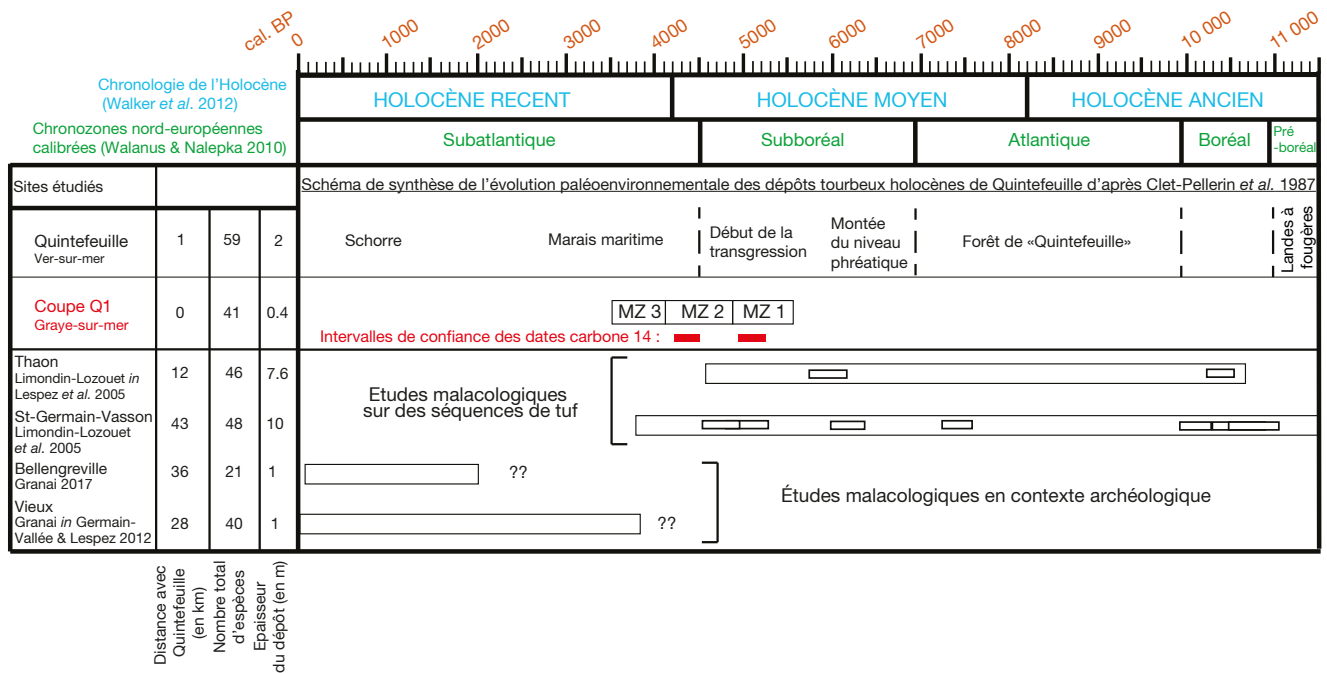 cal. BP
0 1000 2000 3000 4000 5000 6000 7000 8000 9000 10 000 11 000
Chronologie de l'Holocène
(Walker et al. 2012)
HOLOCÈNE RECENT HOLOCÈNE MOYEN HOLOCÈNE ANCIEN
Chronozones nord-européennes
calibrées (Walanus & Nalepka 2010)
Subatlantique Subboréal Atlantique Boréal
Pré
-boréal
Sites étudiés
Schéma de synthèse de l'évolution paléoenvironnementale des dépôts tourbeux holocènes de Quintefeuille d'après Clet-Pellerin et al. 1987
Quintefeuille
Ver-sur-mer
1 59 2
Schorre Marais maritime
Début de la
transgression
Montée
du niveau
phréatique
Forêt de «Quintefeuille»
Landes à
fougères
Coupe Q1
Graye-sur-mer
0 41 0.4
MZ 3 MZ 2 MZ 1
Intervalles de confiance des dates carbone 14 :
Thaon
Limondin-Lozouet in
Lespez et al. 2005
12 46 7.6
Etudes malacologiques
sur des séquences de tuf
St-Germain-Vasson
Limondin-Lozouet
et al. 2005
43 48 10
Bellengreville
Granai 2017
36 21 1
??
Études malacologiques en contexte archéologique
Vieux
Granai in Germain-
Vallée & Lespez 2012
28 40 1
??
Distance avec
Quintefeuille
(en km)
Nombre total
d'espèces
Epaisseur
du dépôt (en m)